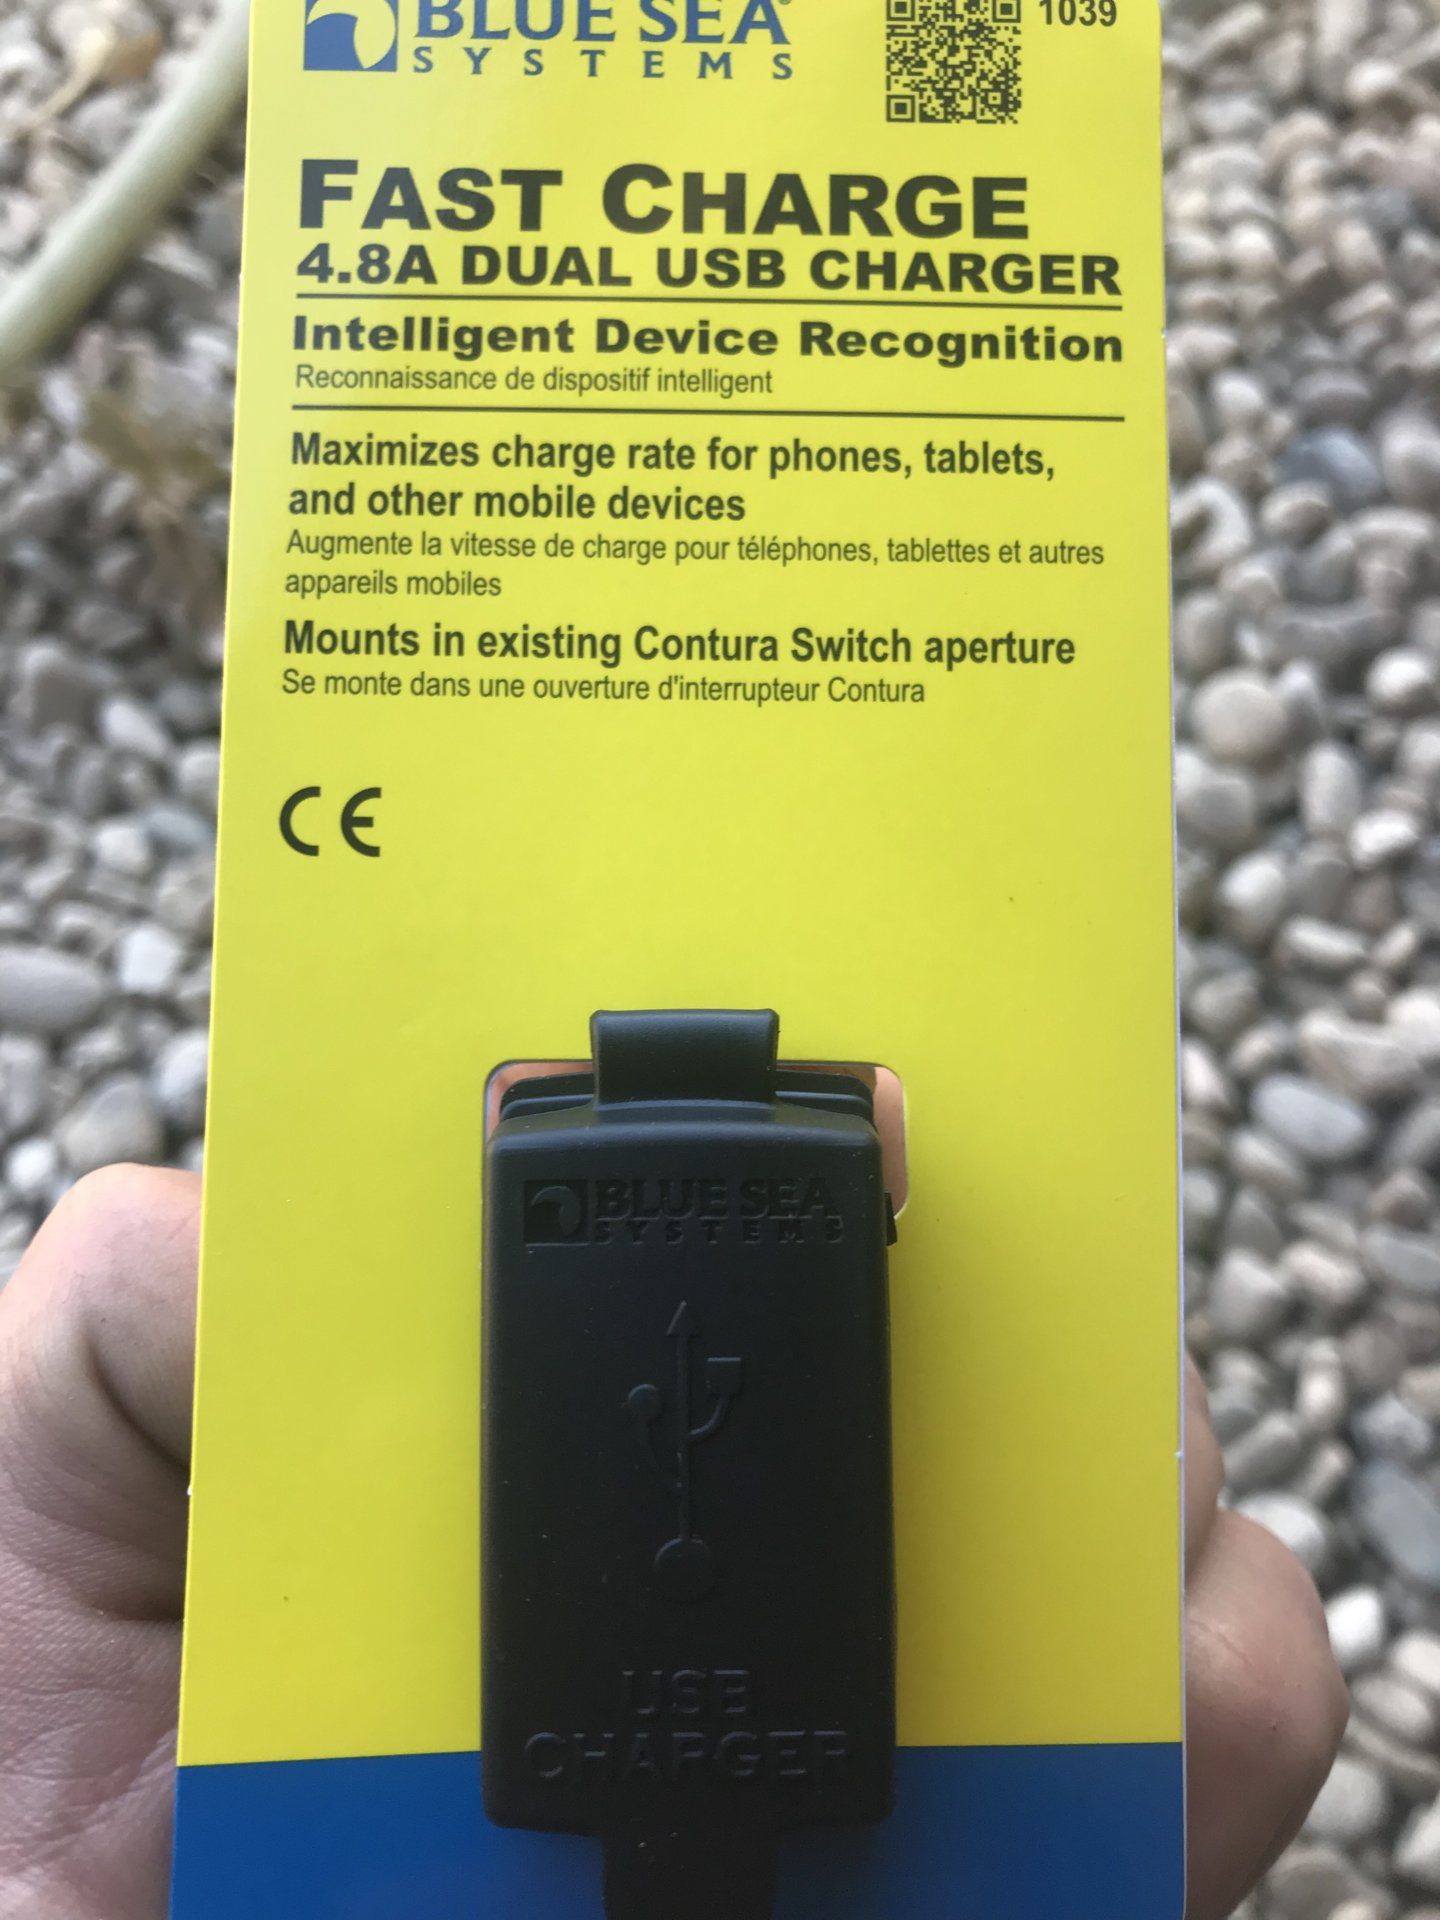 BLUE SEA
SYSTEMS
1039
FAST CHARGE
4.8A DUAL USB CHARGER
Intelligent Device Recognition
Reconnaissance de dispositif intelligent
Maximizes charge rate for phones, tablets,
and other mobile devices
Augmente la vitesse de charge pour téléphones, tablettes et autres
appareils mobiles
Mounts in existing Contura Switch aperture
Se monte dans une ouverture d'interrupteur Contura
CE
BLUE SEA
SYSTEMS
USB
CHARGER